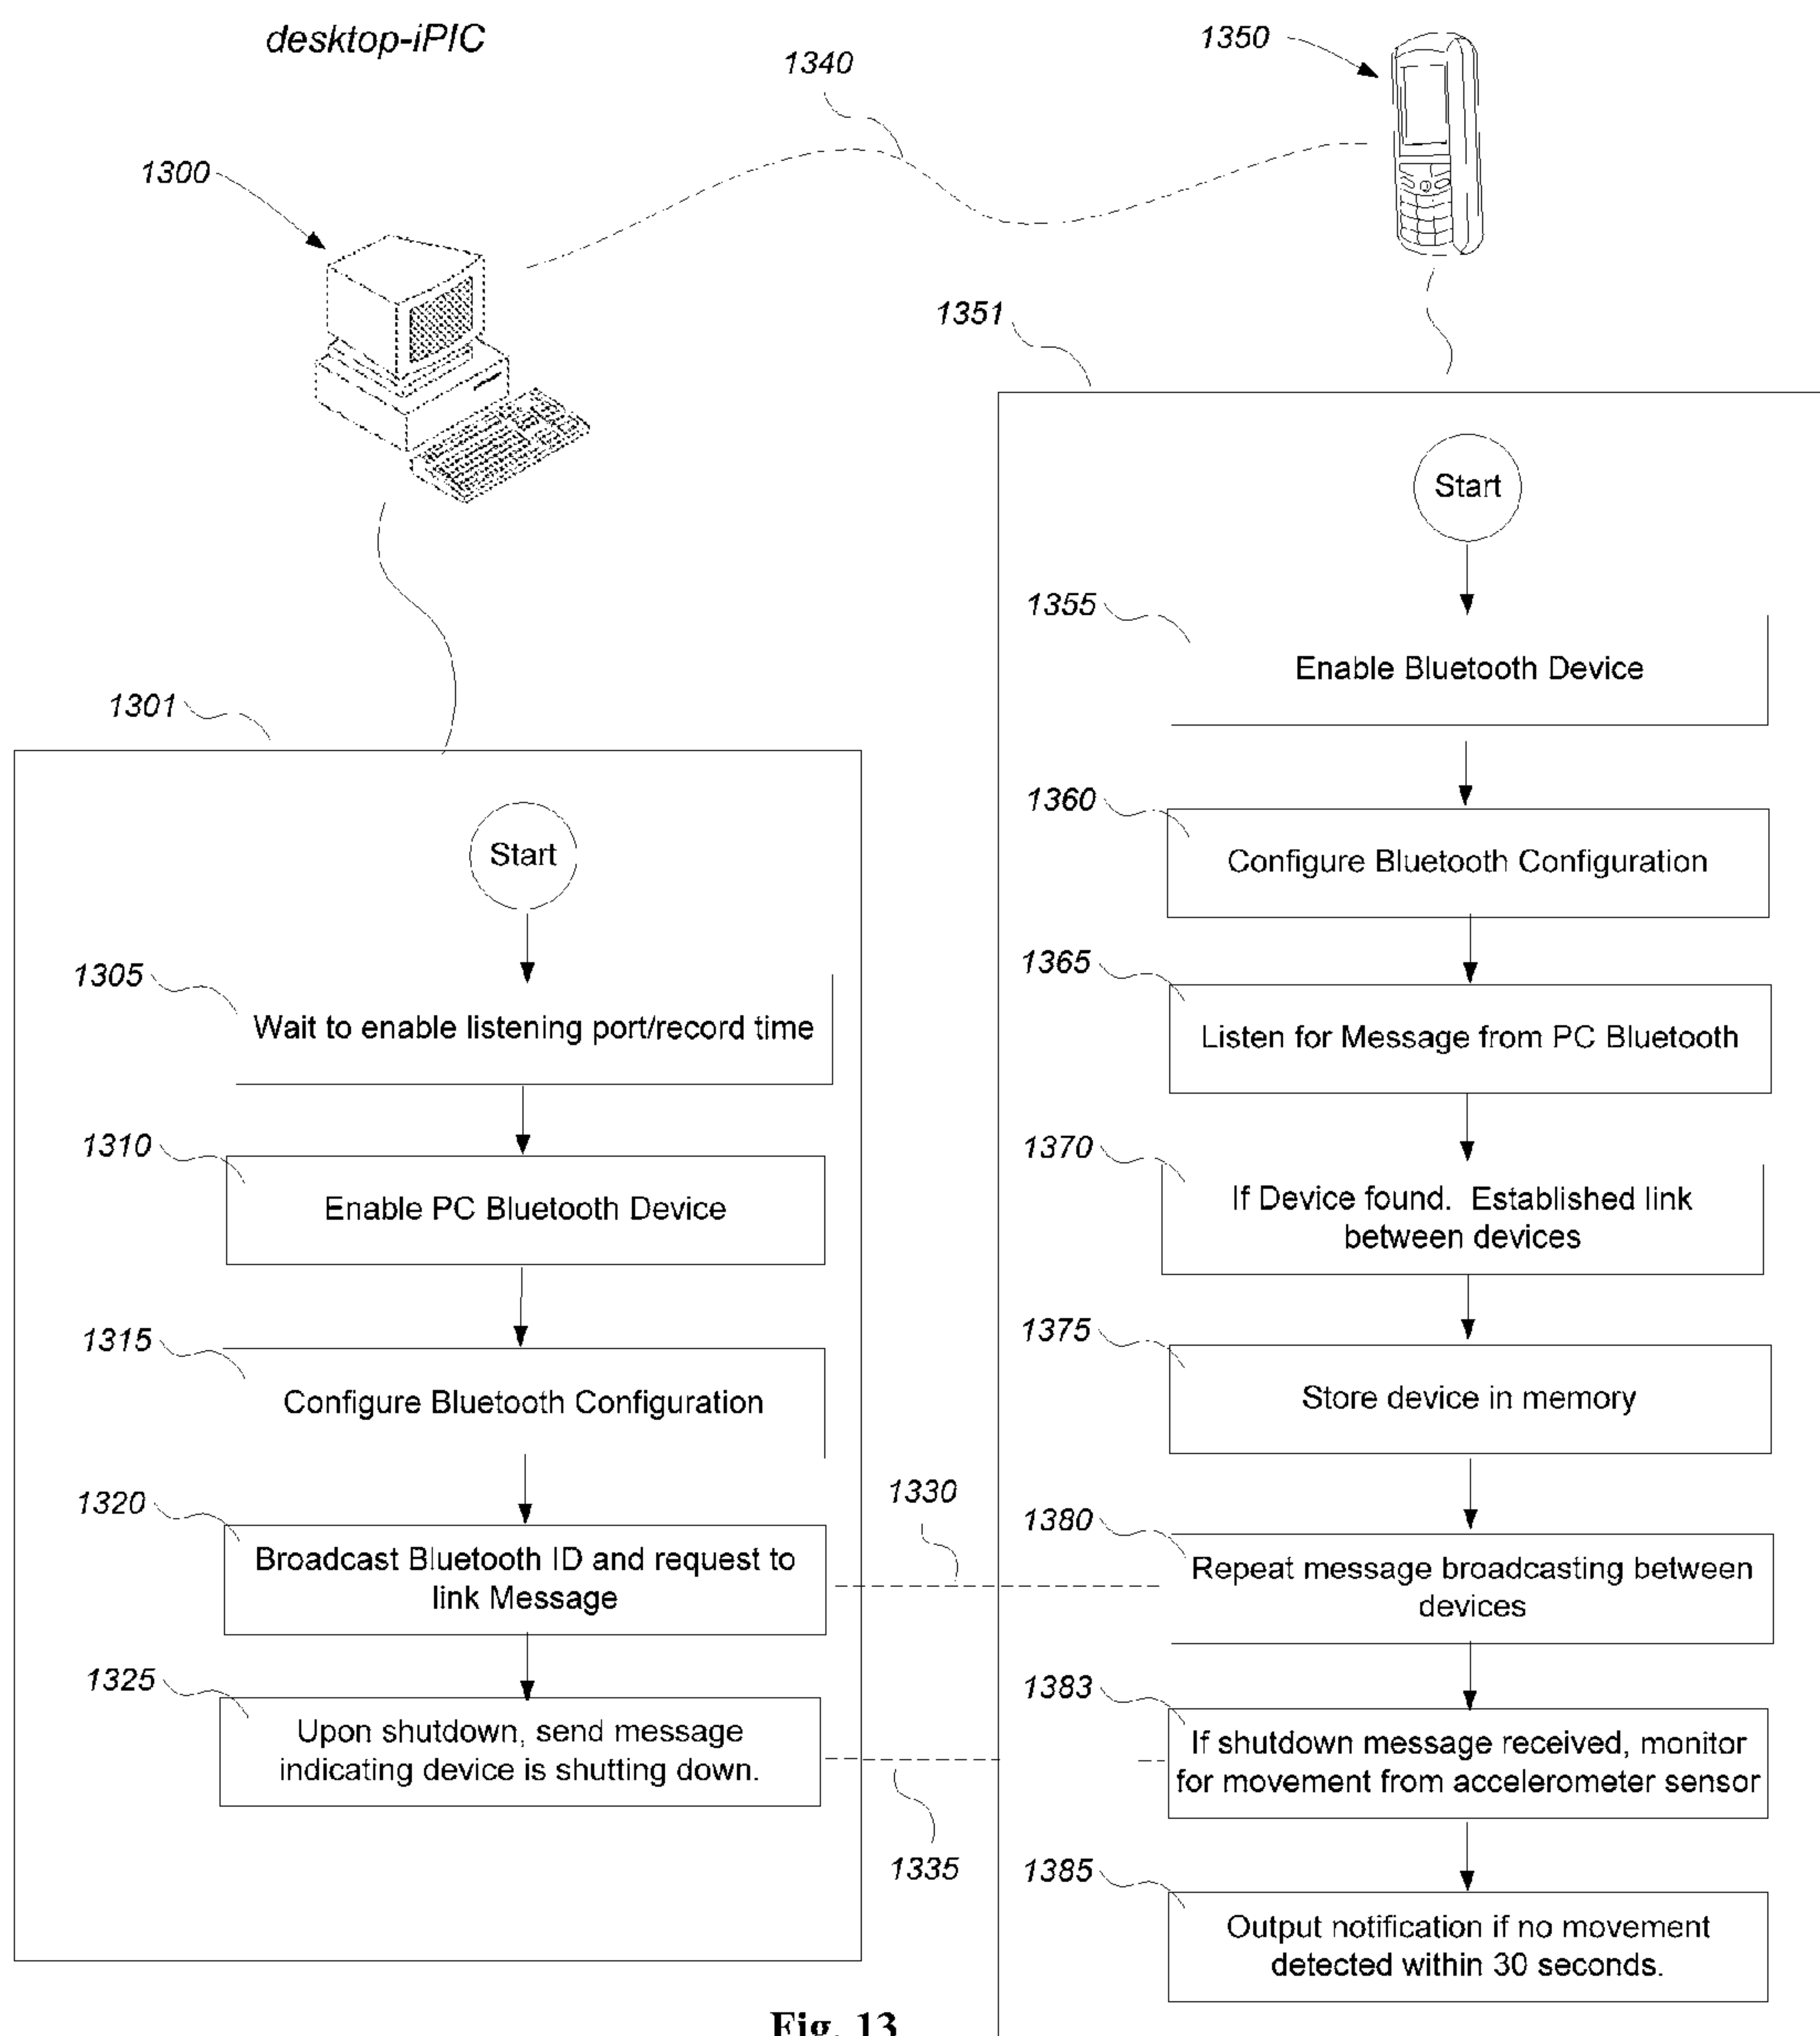 desktop-iPIC
1340
1350
1300
1351
1301
Start
1305
Wait to enable listening port/record time
1310
Enable PC Bluetooth Device
1315
Configure Bluetooth Configuration
1320
Broadcast Bluetooth ID and request to
link Message
1325
Upon shutdown, send message
indicating device is shutting down.
1330
1335
Start
1355
Enable Bluetooth Device
1360
Configure Bluetooth Configuration
1365
Listen for Message from PC Bluetooth
1370
If Device found. Established link
between devices
1375
Store device in memory
1380
Repeat message broadcasting between
devices
1383
If shutdown message received, monitor
for movement from accelerometer sensor
1385
Output notification if no movement
detected within 30 seconds.
Fig. 13